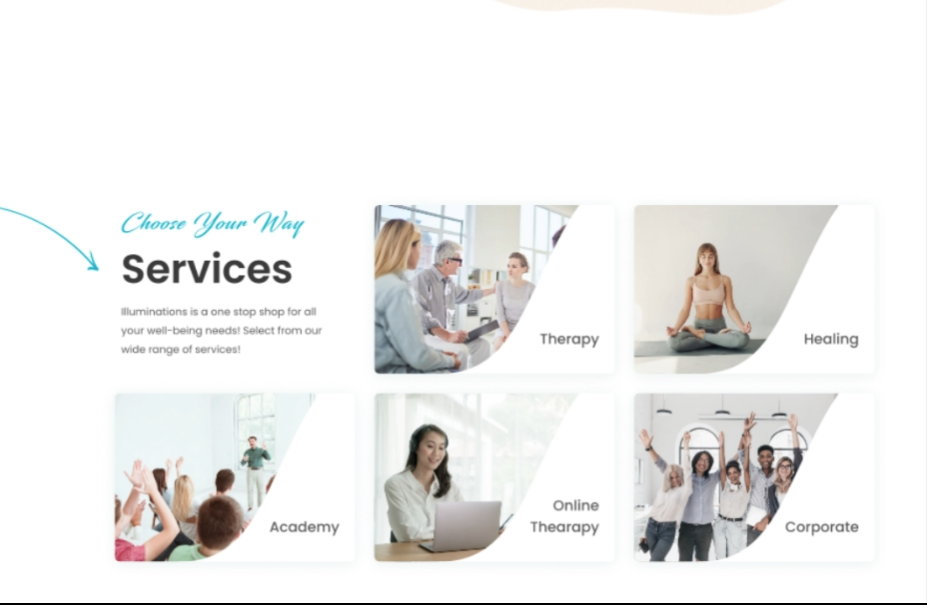 Choose Your Way
Services
Illuminations is a one stop shop for all
your well-being needs! Select from our
wide range of services!
Therapy
Healing
Academy
Online
Thearapy
Corporate